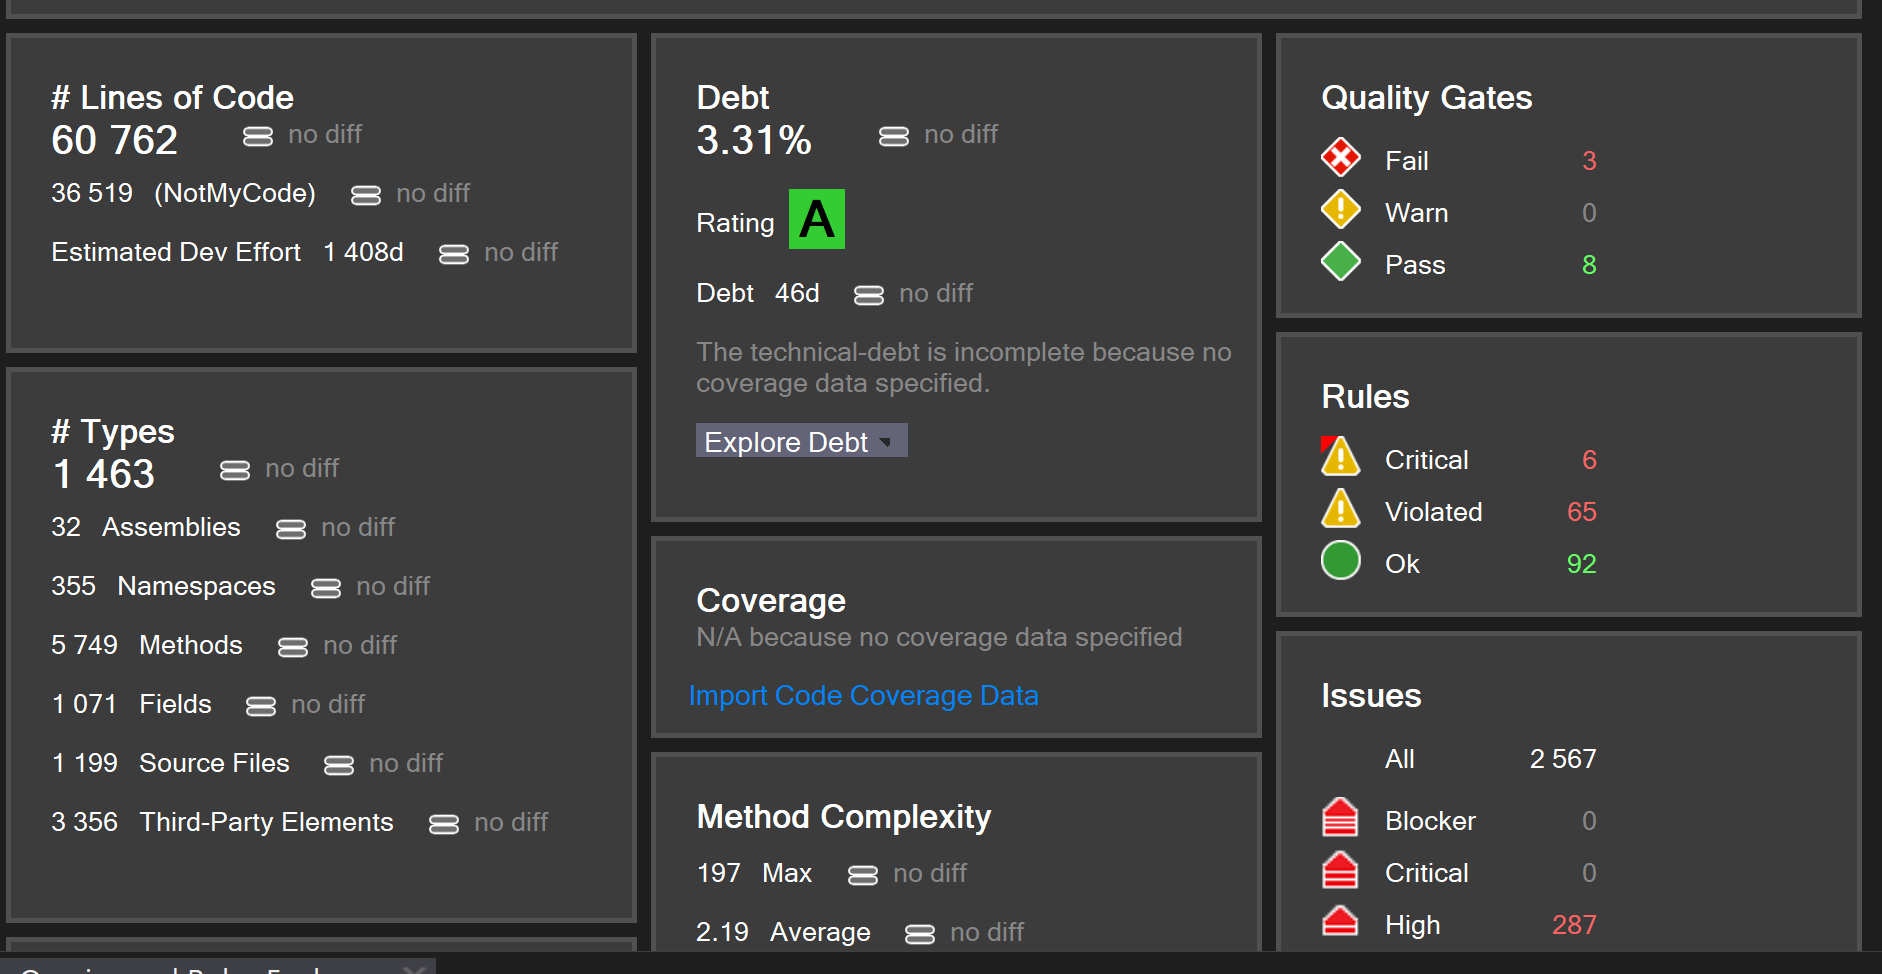 # Lines of Code
60 762 no diff
36 519 (NotMyCode) no diff
Estimated Dev Effort 1 408d no diff
# Types
1 463 no diff
32 Assemblies no diff
355 Namespaces no diff
5 749 Methods no diff
1 071 Fields no diff
1 199 Source Files no diff
3 356 Third-Party Elements no diff
Debt
3.31% no diff
Rating A
Debt 46d no diff
The technical-debt is incomplete because no
coverage data specified.
Explore Debt
Coverage
N/A because no coverage data specified
Import Code Coverage Data
Method Complexity
197 Max no diff
2.19 Average no diff
Quality Gates
Fail 3
Warn 0
Pass 8
Rules
Critical 6
Violated 65
Ok 92
Issues
All 2 567
Blocker 0
Critical 0
High 287